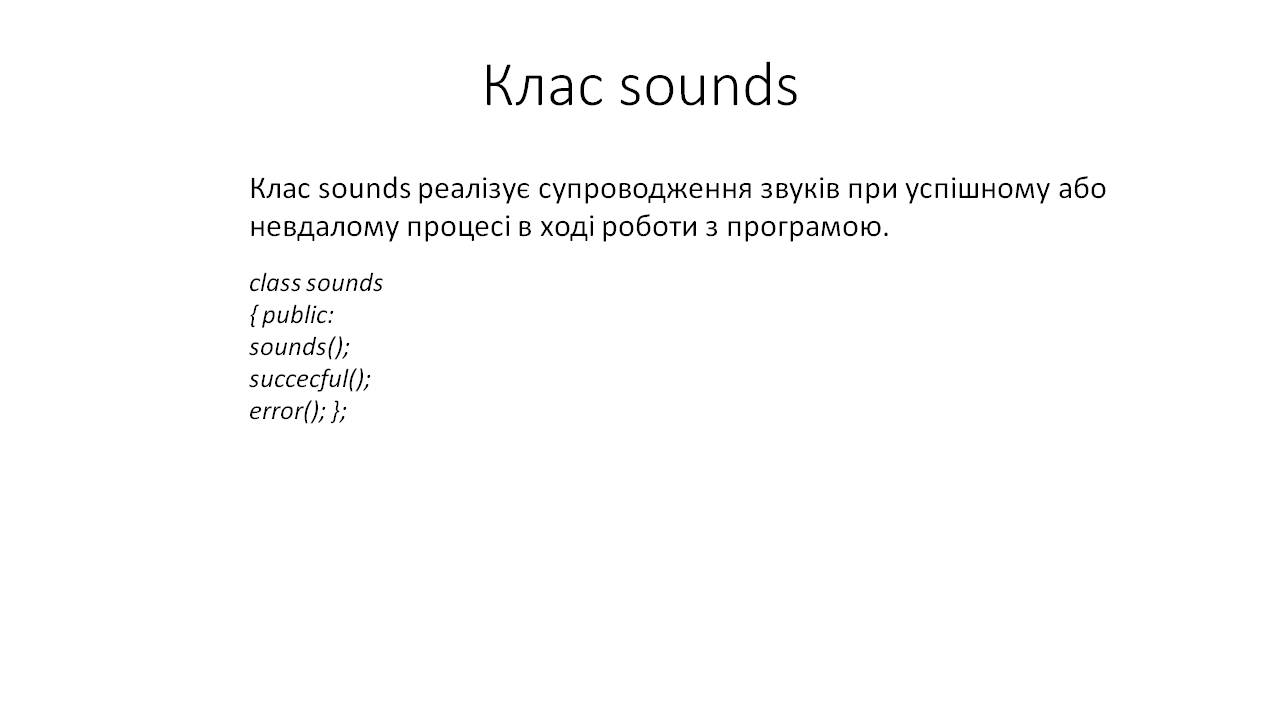 Клас sounds
Клас sounds реалізує супроводження звуків при успішному або
невдалому процесі в ході роботи з програмою.
class sounds
{ public:
sounds();
succecful();
error(); };